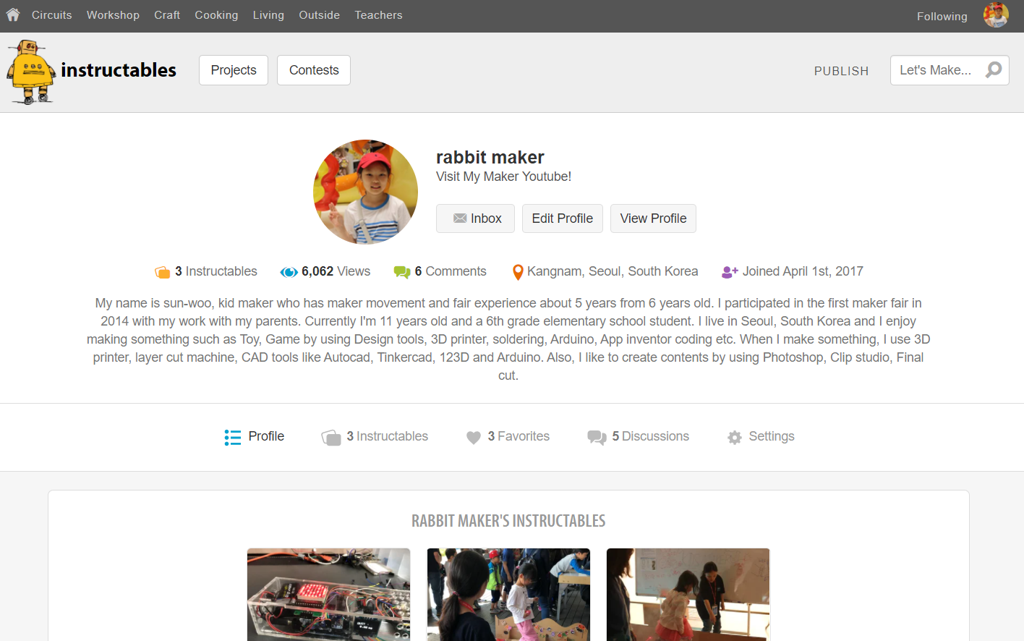 Circuits Workshop Craft Cooking Living Outside Teachers Following
instructables Projects Contests PUBLISH Let's Make...
rabbit maker
Visit My Maker Youtube!
Inbox Edit Profile View Profile
3 Instructables 6,062 Views 6 Comments Kangnam, Seoul, South Korea Joined April 1st, 2017
My name is sun-woo, kid maker who has maker movement and fair experience about 5 years from 6 years old. I participated in the first maker fair in
2014 with my work with my parents. Currently I'm 11 years old and a 6th grade elementary school student. I live in Seoul, South Korea and I enjoy
making something such as Toy, Game by using Design tools, 3D printer, soldering, Arduino, App inventor coding etc. When I make something, I use 3D
printer, layer cut machine, CAD tools like Autocad, Tinkercad, 123D and Arduino. Also, I like to create contents by using Photoshop, Clip studio, Final
cut.
Profile 3 Instructables 3 Favorites 5 Discussions Settings
RABBIT MAKER'S INSTRUCTABLES